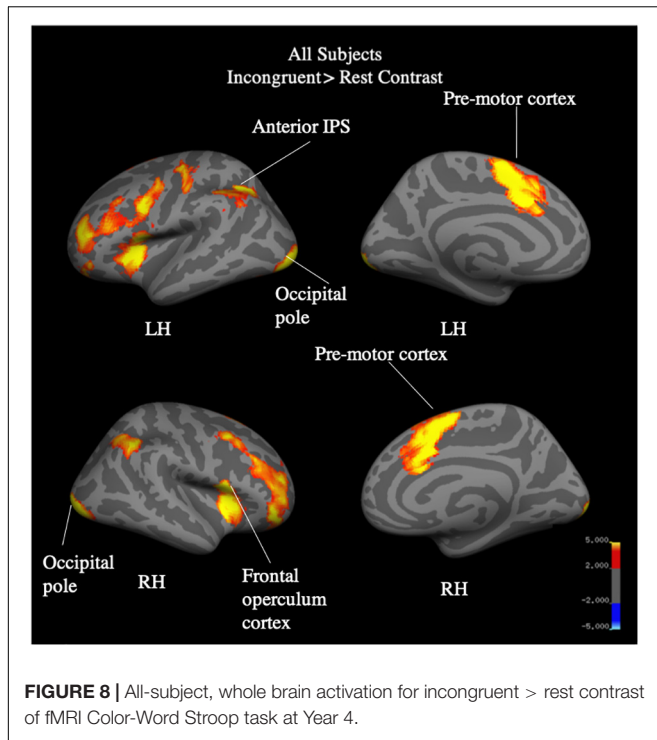 All Subjects
Incongruent> Rest Contrast
Pre-motor cortex
Anterior IPS
Occipital
pole
LH
LH
Pre-motor cortex
Occipital
pole
RH
Frontal
operculum
cortex
RH
5.000
2.000
-2.000
-5.000
FIGURE 8 | All-subject, whole brain activation for incongruent > rest contrast
of fMRI Color-Word Stroop task at Year 4.